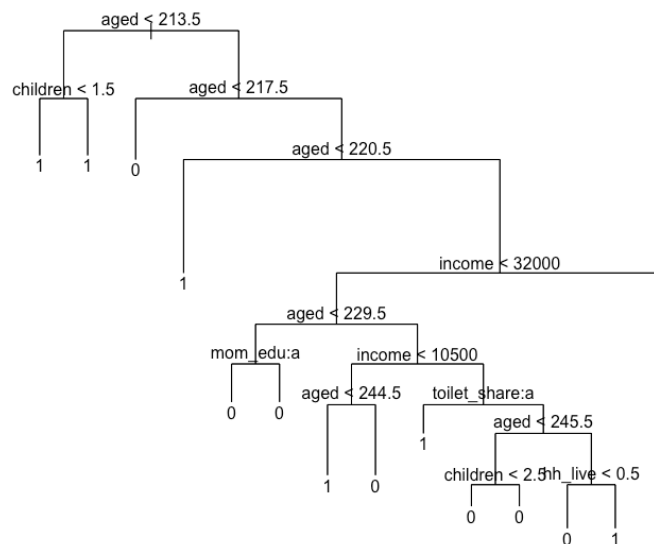 aged < 213.5
children < 1.5
aged < 217.5
1
1
0
aged < 220.5
1
income < 32000
aged < 229.5
mom_edu:a
income < 10500
0
0
aged < 244.5
toilet_share:a
1
0
1
aged < 245.5
children < 2.5
hh_live < 0.5
0
0
0
1